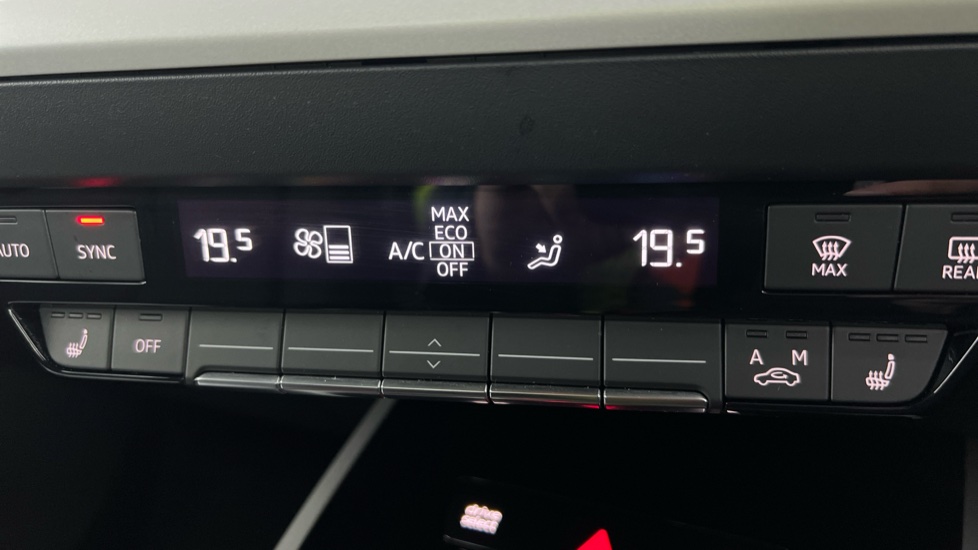 MAX
ECO
19.5 A/C ON 19.5
OFF
AUTO SYNC MAX REAR
OFF A M